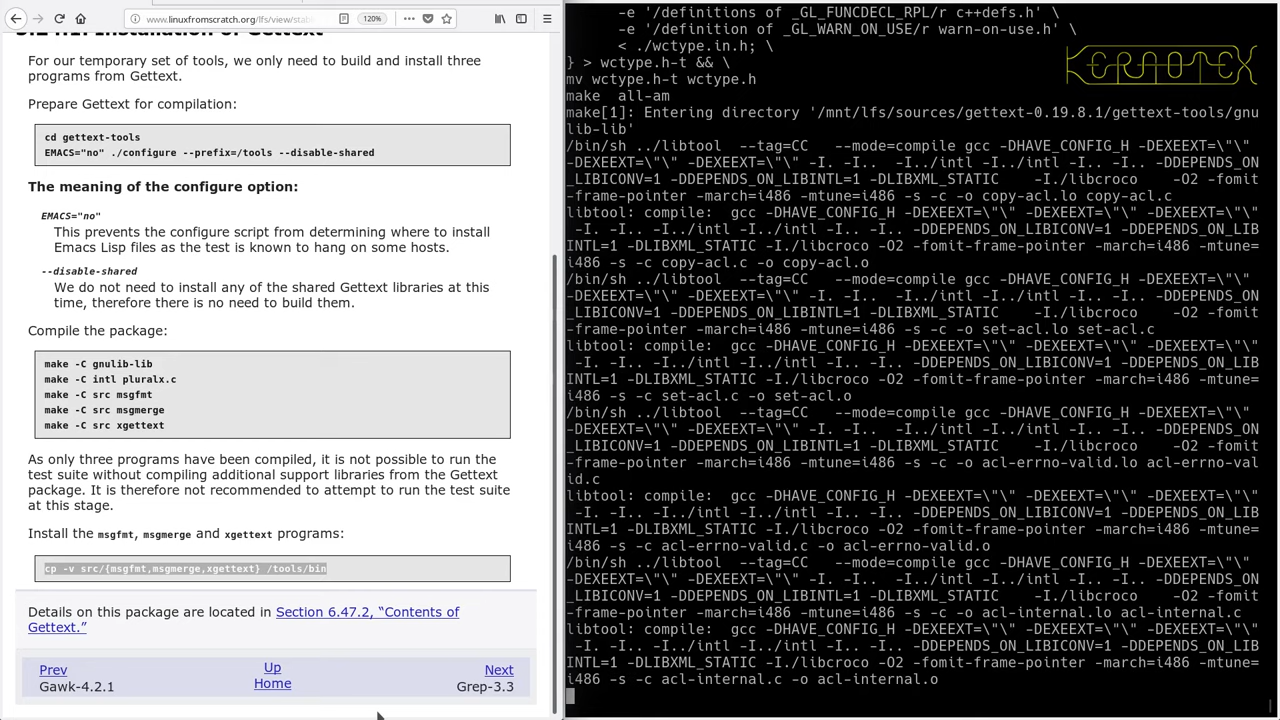 www.linuxfromscratch.org/lfs/view/stab
120%
5.24.1. Installation of Gettext
For our temporary set of tools, we only need to build and install three
programs from Gettext.
Prepare Gettext for compilation:
cd gettext-tools
EMACS="no" ./configure --prefix=/tools --disable-shared
The meaning of the configure option:
EMACS="no"
This prevents the configure script from determining where to install
Emacs Lisp files as the test is known to hang on some hosts.
--disable-shared
We do not need to install any of the shared Gettext libraries at this
time, therefore there is no need to build them.
Compile the package:
make -C gnulib-lib
make -C intl pluralx.c
make -C src msgfmt
make -C src msgmerge
make -C src xgettext
As only three programs have been compiled, it is not possible to run the
test suite without compiling additional support libraries from the Gettext
package. It is therefore not recommended to attempt to run the test suite
at this stage.
Install the msgfmt, msgmerge and xgettext programs:
cp -v src/{msgfmt,msgmerge,xgettext} /tools/bin
Details on this package are located in Section 6.47.2, “Contents of
Gettext.”
Prev
Up
Next
Gawk-4.2.1
Home
Grep-3.3
-e '/definitions of _GL_FUNCDECL_RPL/r c++defs.h' \
-e '/definitions of _GL_WARN_ON_USE/r warn-on-use.h' \
< ./wctype.in.h; \
} > wctype.h-t && \
mv wctype.h-t wctype.h
make  all-am
make[1]: Entering directory '/mnt/lfs/sources/gettext-0.19.8.1/gettext-tools/gnu
lib-lib'
/bin/sh ../libtool  --tag=CC   --mode=compile gcc -DHAVE_CONFIG_H -DEXEEXT=\"\"
-DEXEEXT=\"\" -DEXEEXT=\"\" -I. -I..  -I../intl -I../intl -I.. -I.. -DDEPENDS_ON
_LIBICONV=1 -DDEPENDS_ON_LIBINTL=1 -DLIBXML_STATIC   -I./libcroco   -O2 -fomit
-frame-pointer -march=i486 -mtune=i486 -s -c -o copy-acl.lo copy-acl.c
libtool: compile:  gcc -DHAVE_CONFIG_H -DEXEEXT=\"\" -DEXEEXT=\"\" -DEXEEXT=\"\"
-I. -I.. -I../intl -I../intl -I.. -I.. -DDEPENDS_ON_LIBICONV=1 -DDEPENDS_ON_LIB
INTL=1 -DLIBXML_STATIC -I./libcroco -O2 -fomit-frame-pointer -march=i486 -mtune=
i486 -s -c copy-acl.c -o copy-acl.o
/bin/sh ../libtool  --tag=CC   --mode=compile gcc -DHAVE_CONFIG_H -DEXEEXT=\"\"
-DEXEEXT=\"\" -DEXEEXT=\"\" -I. -I..  -I../intl -I../intl -I.. -I.. -DDEPENDS_ON
_LIBICONV=1 -DDEPENDS_ON_LIBINTL=1 -DLIBXML_STATIC   -I./libcroco   -O2 -fomit
-frame-pointer -march=i486 -mtune=i486 -s -c -o set-acl.lo set-acl.c
libtool: compile:  gcc -DHAVE_CONFIG_H -DEXEEXT=\"\" -DEXEEXT=\"\" -DEXEEXT=\"\"
-I. -I.. -I../intl -I../intl -I.. -I.. -DDEPENDS_ON_LIBICONV=1 -DDEPENDS_ON_LIB
INTL=1 -DLIBXML_STATIC -I./libcroco -O2 -fomit-frame-pointer -march=i486 -mtune=
i486 -s -c set-acl.c -o set-acl.o
/bin/sh ../libtool  --tag=CC   --mode=compile gcc -DHAVE_CONFIG_H -DEXEEXT=\"\"
-DEXEEXT=\"\" -DEXEEXT=\"\" -I. -I..  -I../intl -I../intl -I.. -I.. -DDEPENDS_ON
_LIBICONV=1 -DDEPENDS_ON_LIBINTL=1 -DLIBXML_STATIC   -I./libcroco   -O2 -fomit
-frame-pointer -march=i486 -mtune=i486 -s -c -o acl-errno-valid.lo acl-errno-val
id.c
libtool: compile:  gcc -DHAVE_CONFIG_H -DEXEEXT=\"\" -DEXEEXT=\"\" -DEXEEXT=\"\"
-I. -I.. -I../intl -I../intl -I.. -I.. -DDEPENDS_ON_LIBICONV=1 -DDEPENDS_ON_LIB
INTL=1 -DLIBXML_STATIC -I./libcroco -O2 -fomit-frame-pointer -march=i486 -mtune=
i486 -s -c acl-errno-valid.c -o acl-errno-valid.o
/bin/sh ../libtool  --tag=CC   --mode=compile gcc -DHAVE_CONFIG_H -DEXEEXT=\"\"
-DEXEEXT=\"\" -DEXEEXT=\"\" -I. -I..  -I../intl -I../intl -I.. -I.. -DDEPENDS_ON
_LIBICONV=1 -DDEPENDS_ON_LIBINTL=1 -DLIBXML_STATIC   -I./libcroco   -O2 -fomit
-frame-pointer -march=i486 -mtune=i486 -s -c -o acl-internal.lo acl-internal.c
libtool: compile:  gcc -DHAVE_CONFIG_H -DEXEEXT=\"\" -DEXEEXT=\"\" -DEXEEXT=\"\"
-I. -I.. -I../intl -I../intl -I.. -I.. -DDEPENDS_ON_LIBICONV=1 -DDEPENDS_ON_LIB
INTL=1 -DLIBXML_STATIC -I./libcroco -O2 -fomit-frame-pointer -march=i486 -mtune=
i486 -s -c acl-internal.c -o acl-internal.o